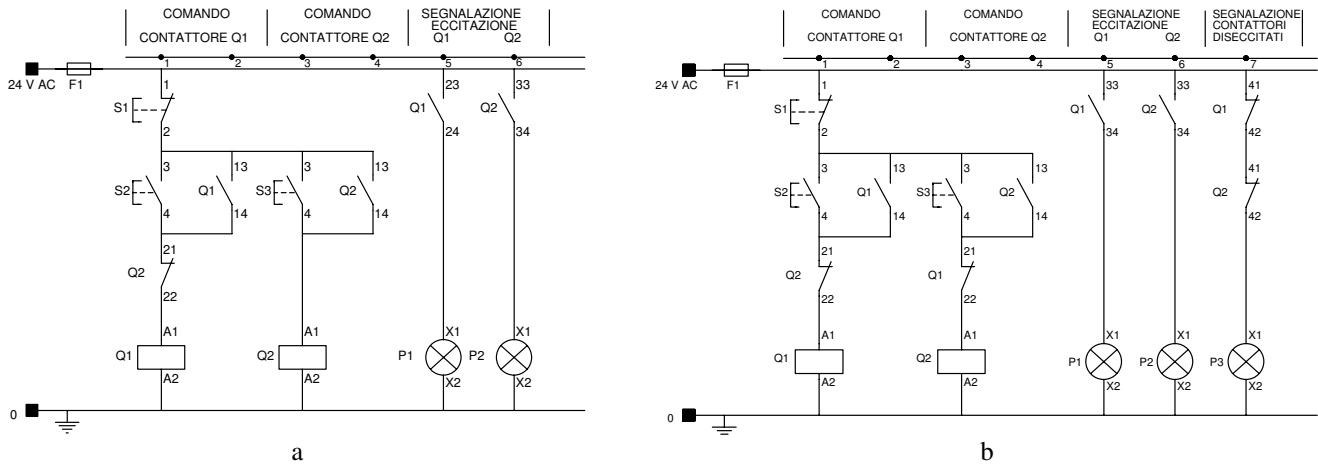 COMANDO COMANDO SEGNALAZIONE
ECCITAZIONE
CONTATTORE Q1 CONTATTORE Q2 Q1 Q2
1 2 3 4 5 6
24 V AC F1
1 23 33
S1 Q1 Q2
2 24 34
3 13 3 13
S2 Q1 S3 Q2
4 14 4 14
21
Q2
22
A1 A1 X1 X1
Q1 Q2 P1 P2
A2 A2 X2 X2
0
a
COMANDO COMANDO SEGNALAZIONE SEGNALAZIONE
ECCITAZIONE CONTATTORI
CONTATTORE Q1 CONTATTORE Q2 Q1 Q2 DISECCITATI
1 2 3 4 5 6 7
24 V AC F1
1 33 33 41
S1 Q1 Q2 Q1
2 34 34 42
3 13 3 13 41
S2 Q1 S3 Q2 Q2
4 14 4 14 42
21 21
Q2 Q1
22 22
A1 A1 X1 X1 X1
Q1 Q2 P1 P2 P3
A2 A2 X2 X2 X2
0
b